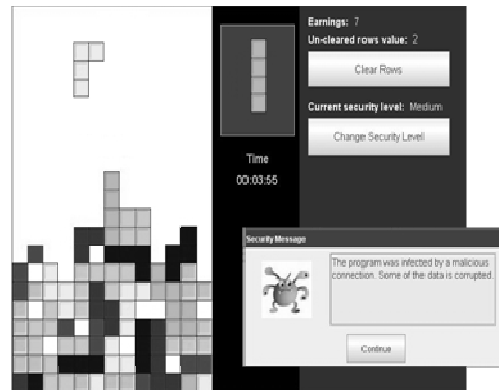 Earnings: 7
Un-cleared rows value: 2
Clear Rows
Current security level: Medium
Change Security Levell
Time
00:03:55
Security Message
The program was infected by a malicious
connection. Some of the data is corrupted.
Continue